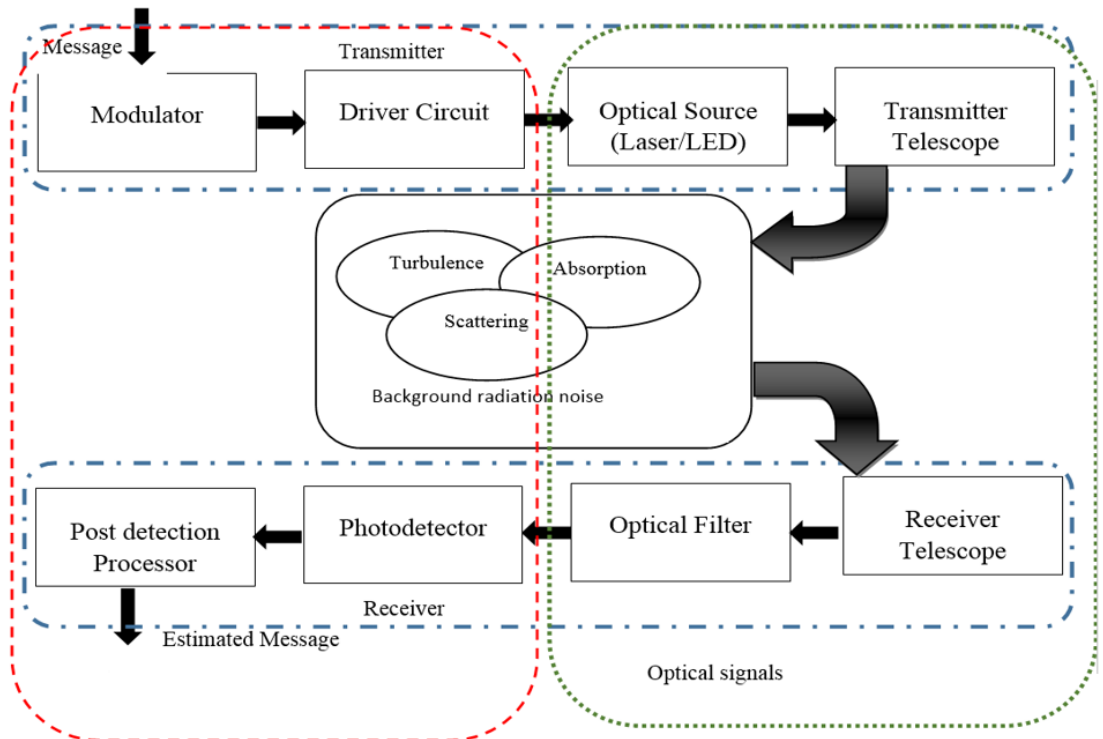 Message
Transmitter
Modulator
Driver Circuit
Optical Source
(Laser/LED)
Transmitter
Telescope
Turbulence
Absorption
Scattering
Background radiation noise
Post detection
Processor
Photodetector
Optical Filter
Receiver
Telescope
Receiver
Estimated Message
Optical signals